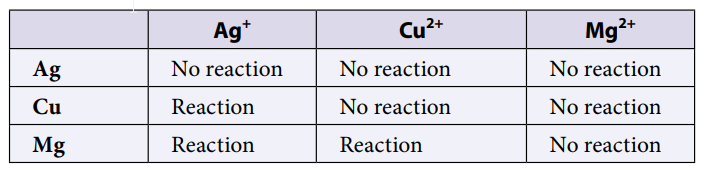 Ag⁺ Cu²⁺ Mg²⁺
Ag No reaction No reaction No reaction
Cu Reaction No reaction No reaction
Mg Reaction Reaction No reaction